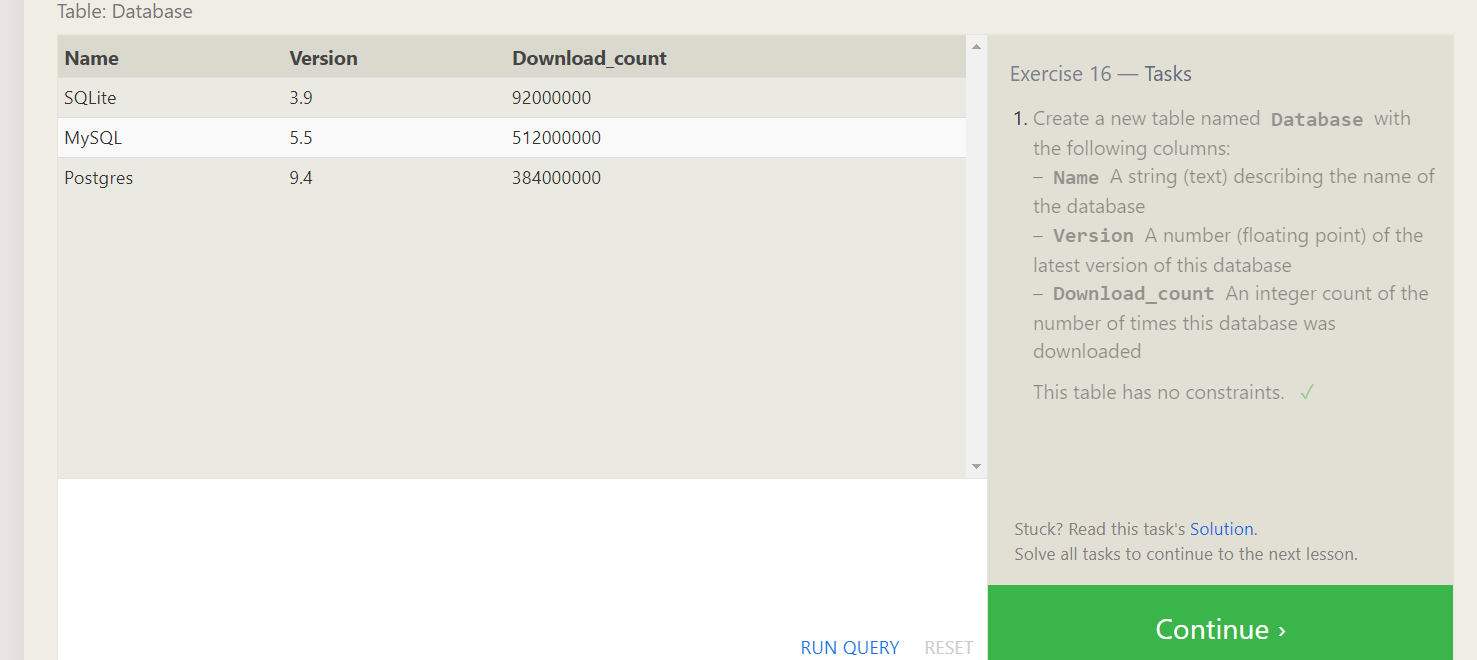 Table: Database
Name Version Download_count
SQLite 3.9 92000000
MySQL 5.5 512000000
Postgres 9.4 384000000
RUN QUERY RESET
Exercise 16 — Tasks
1. Create a new table named Database with
the following columns:
– Name A string (text) describing the name of
the database
– Version A number (floating point) of the
latest version of this database
– Download_count An integer count of the
number of times this database was
downloaded
This table has no constraints. ✓
Stuck? Read this task's Solution.
Solve all tasks to continue to the next lesson.
Continue ›